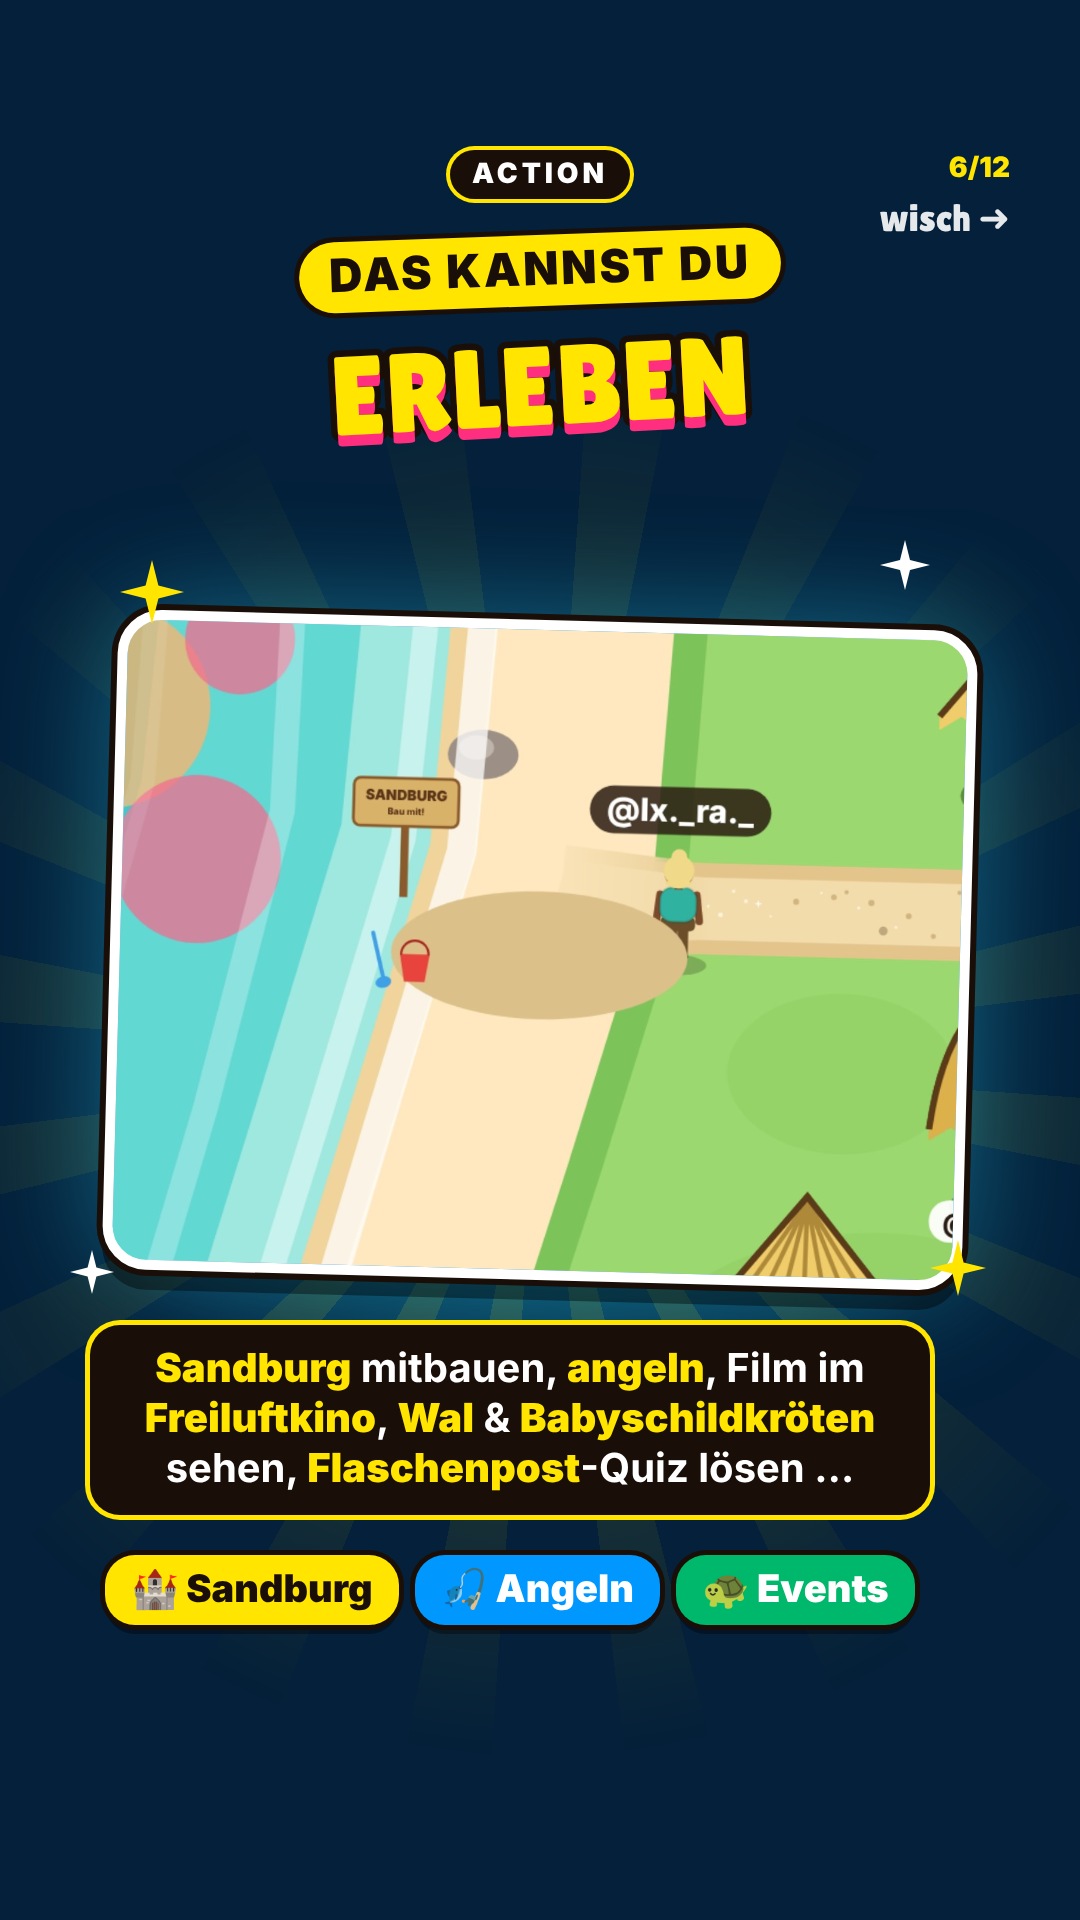 ACTION
6/12
wisch →
DAS KANNST DU
ERLEBEN
SANDBURG
Bau mit!
@lx._ra._
Sandburg mitbauen, angeln, Film im
Freiluftkino, Wal & Babyschildkröten
sehen, Flaschenpost-Quiz lösen ...
Sandburg
Angeln
Events